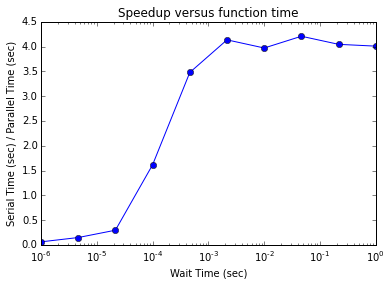 Speedup versus function time
Serial Time (sec) / Parallel Time (sec)
4.5
4.0
3.5
3.0
2.5
2.0
1.5
1.0
0.5
0.0
10^-6 10^-5 10^-4 10^-3 10^-2 10^-1 10^0
Wait Time (sec)